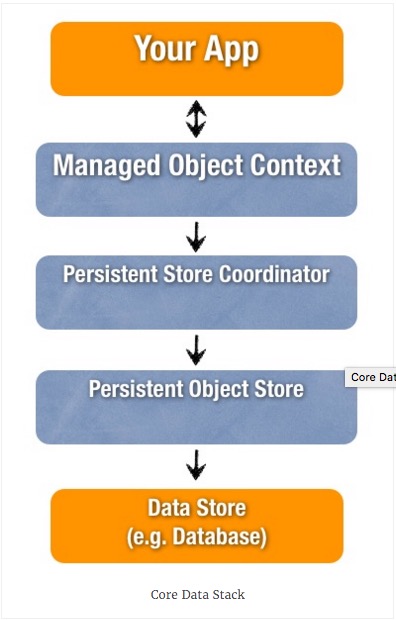 Your App
Managed Object Context
Persistent Store Coordinator
Persistent Object Store
Core Dat
Data Store
(e.g. Database)
Core Data Stack